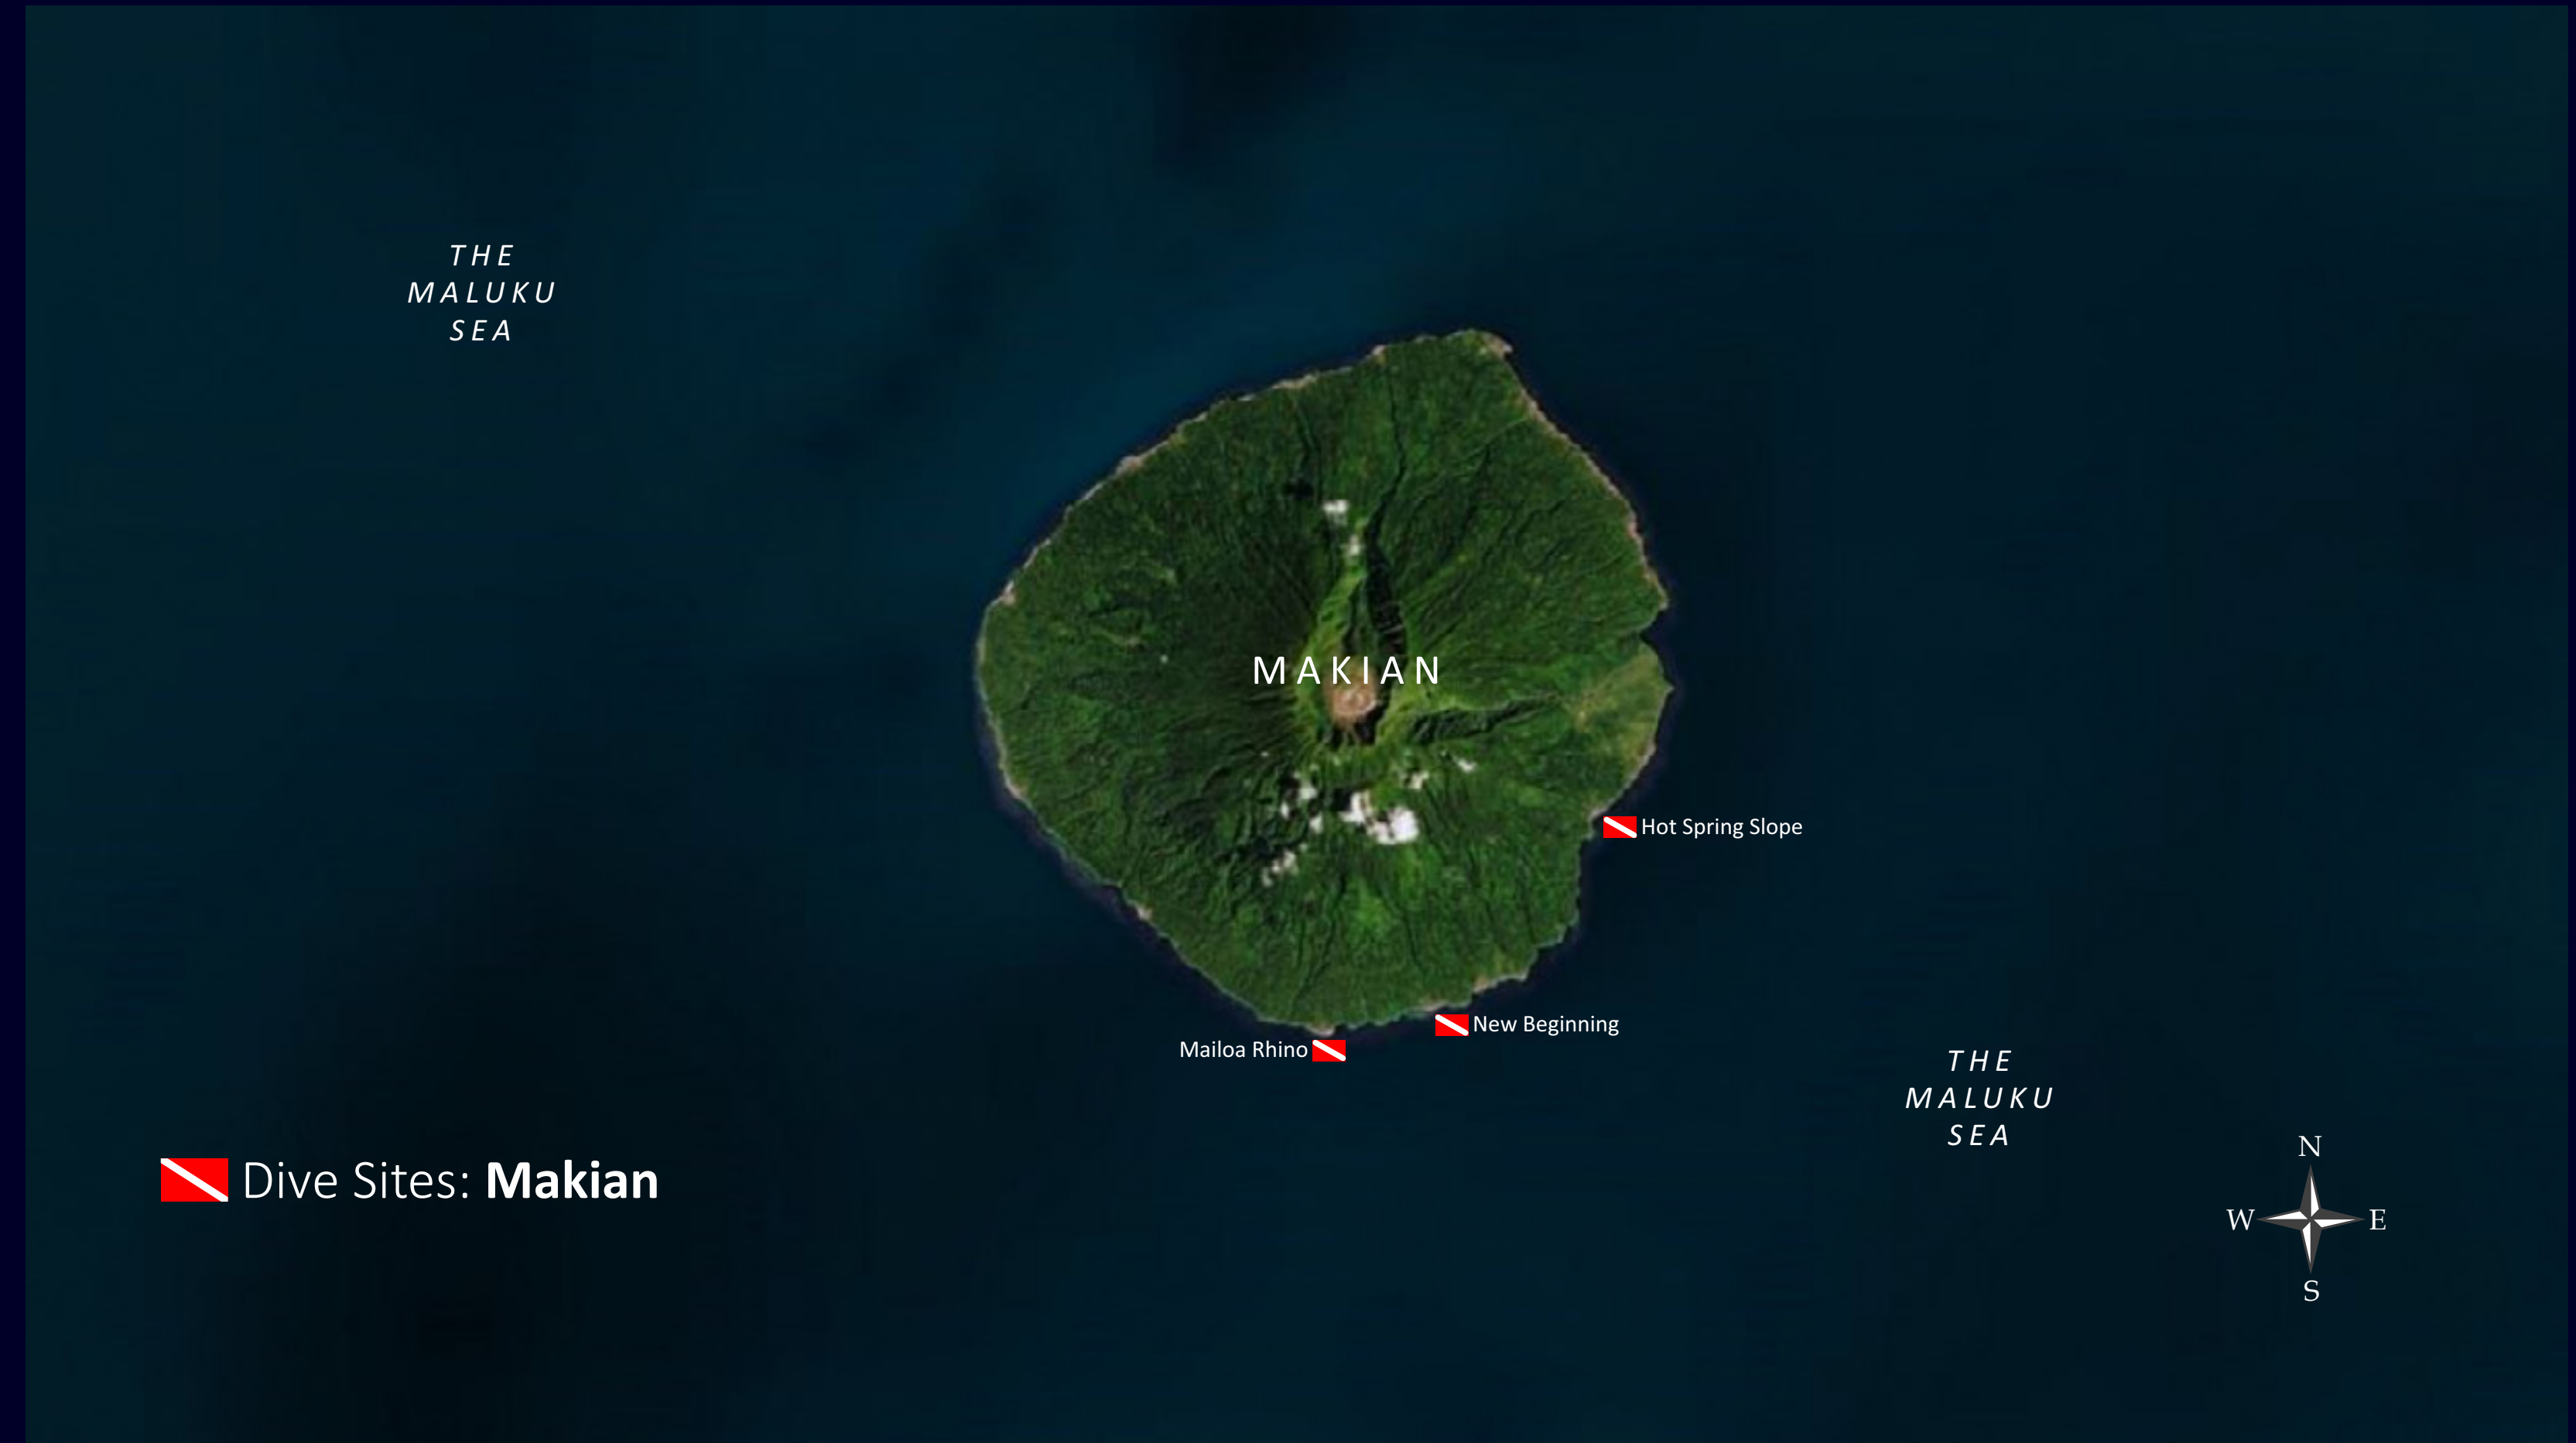 THE
MALUKU
SEA
MAKIAN
Hot Spring Slope
New Beginning
Mailoa Rhino
THE
MALUKU
SEA
Dive Sites: Makian
N
W E
S